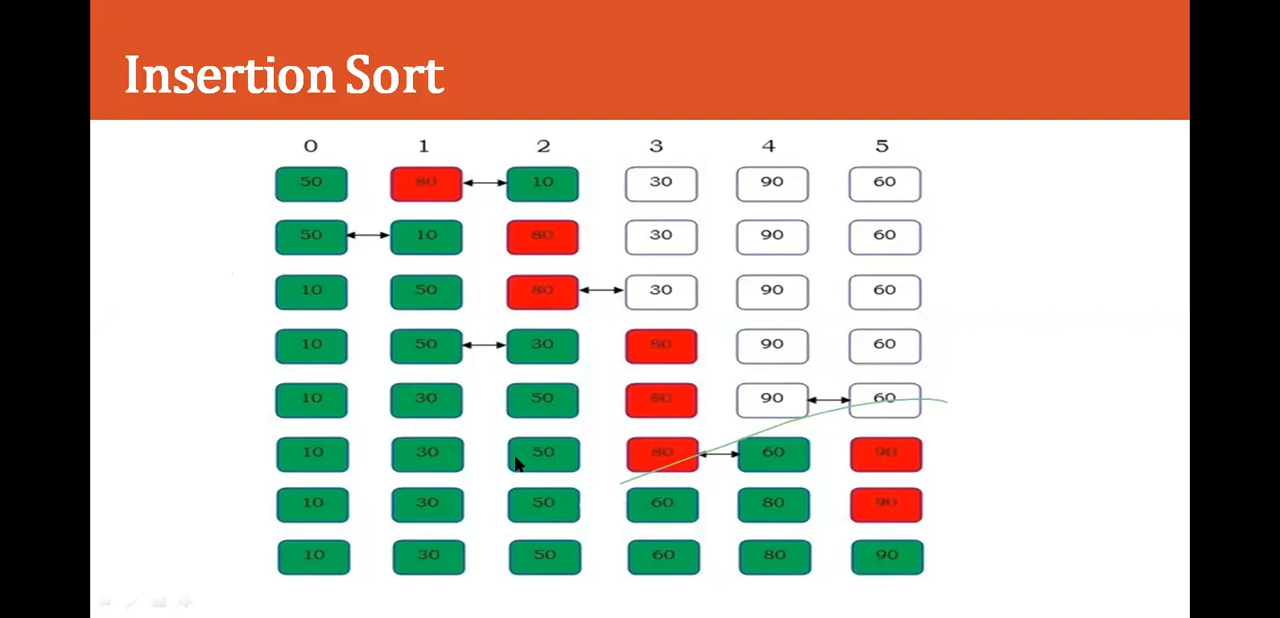 Insertion Sort
0 1 2 3 4 5
50 80 10 30 90 60
50 10 80 30 90 60
10 50 80 30 90 60
10 50 30 80 90 60
10 30 50 80 90 60
10 30 50 80 60 90
10 30 50 60 80 90
10 30 50 60 80 90